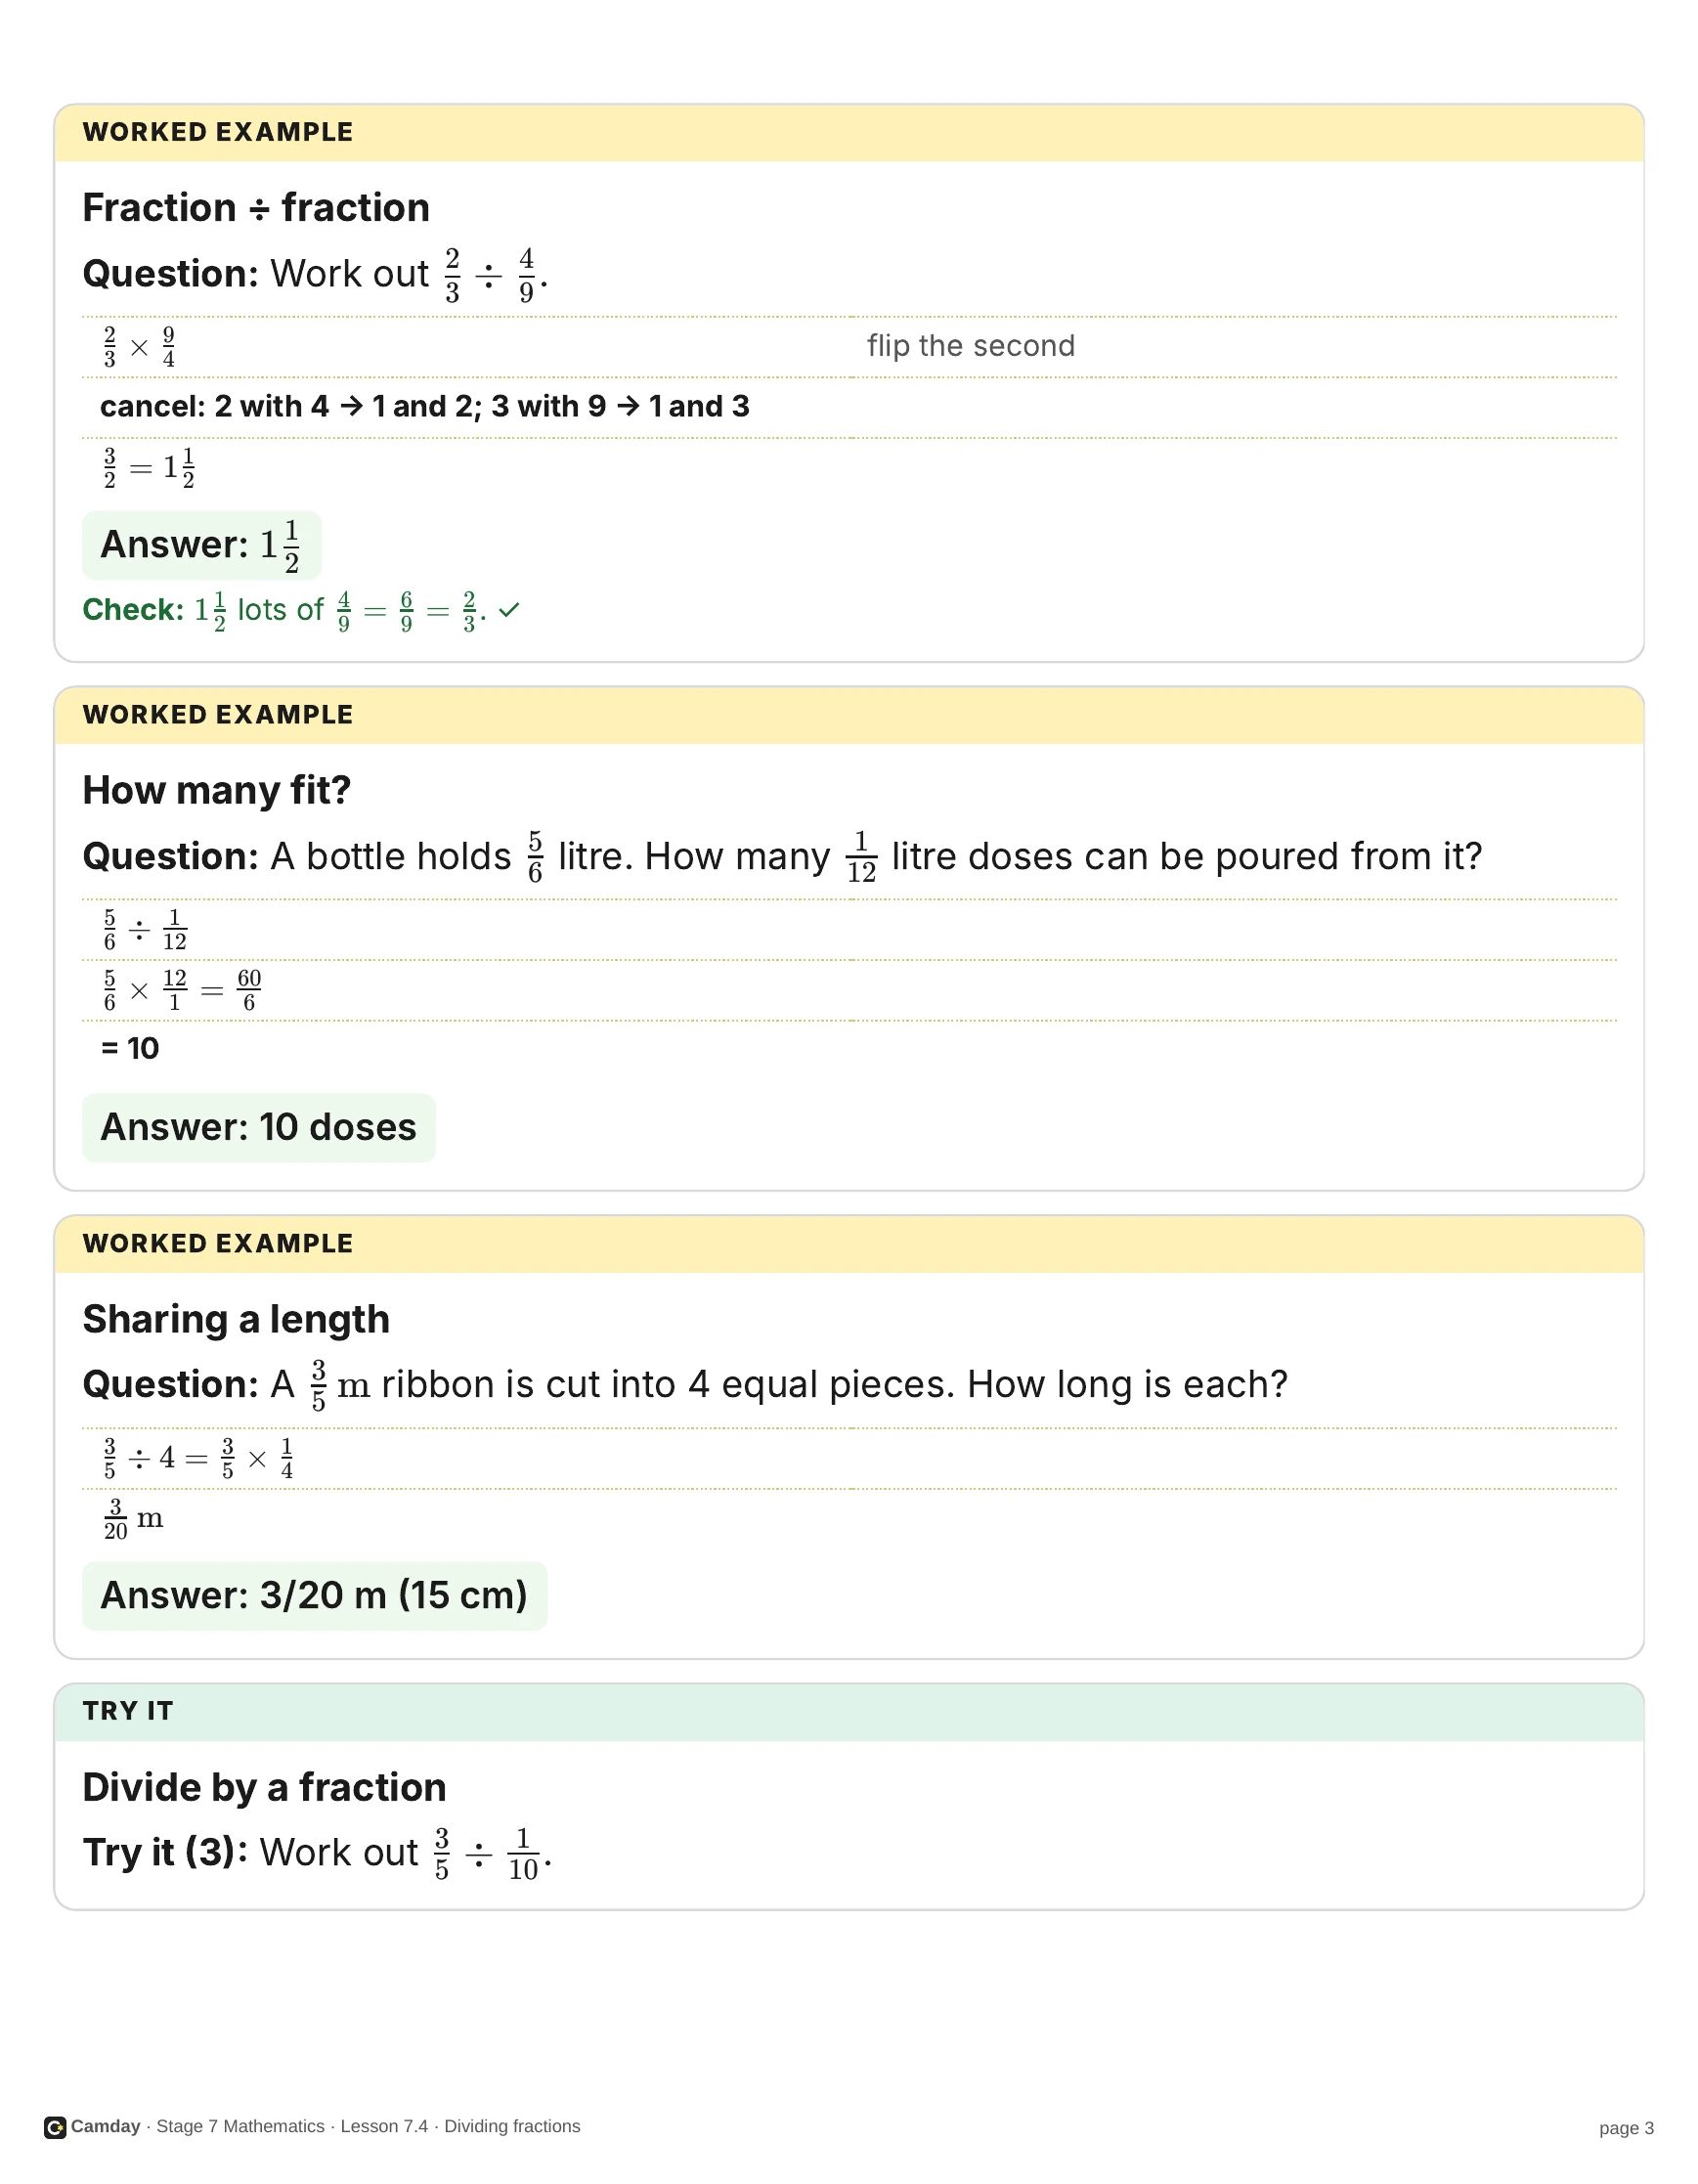 WORKED EXAMPLE
Fraction ÷ fraction
Question: Work out 2/3 ÷ 4/9.
2/3 × 9/4 flip the second
cancel: 2 with 4 → 1 and 2; 3 with 9 → 1 and 3
3/2 = 1 1/2
Answer: 1 1/2
Check: 1 1/2 lots of 4/9 = 6/9 = 2/3. ✓
WORKED EXAMPLE
How many fit?
Question: A bottle holds 5/6 litre. How many 1/12 litre doses can be poured from it?
5/6 ÷ 1/12
5/6 × 12/1 = 60/6
= 10
Answer: 10 doses
WORKED EXAMPLE
Sharing a length
Question: A 3/5 m ribbon is cut into 4 equal pieces. How long is each?
3/5 ÷ 4 = 3/5 × 1/4
3/20 m
Answer: 3/20 m (15 cm)
TRY IT
Divide by a fraction
Try it (3): Work out 3/5 ÷ 1/10.
Camday · Stage 7 Mathematics · Lesson 7.4 · Dividing fractions page 3